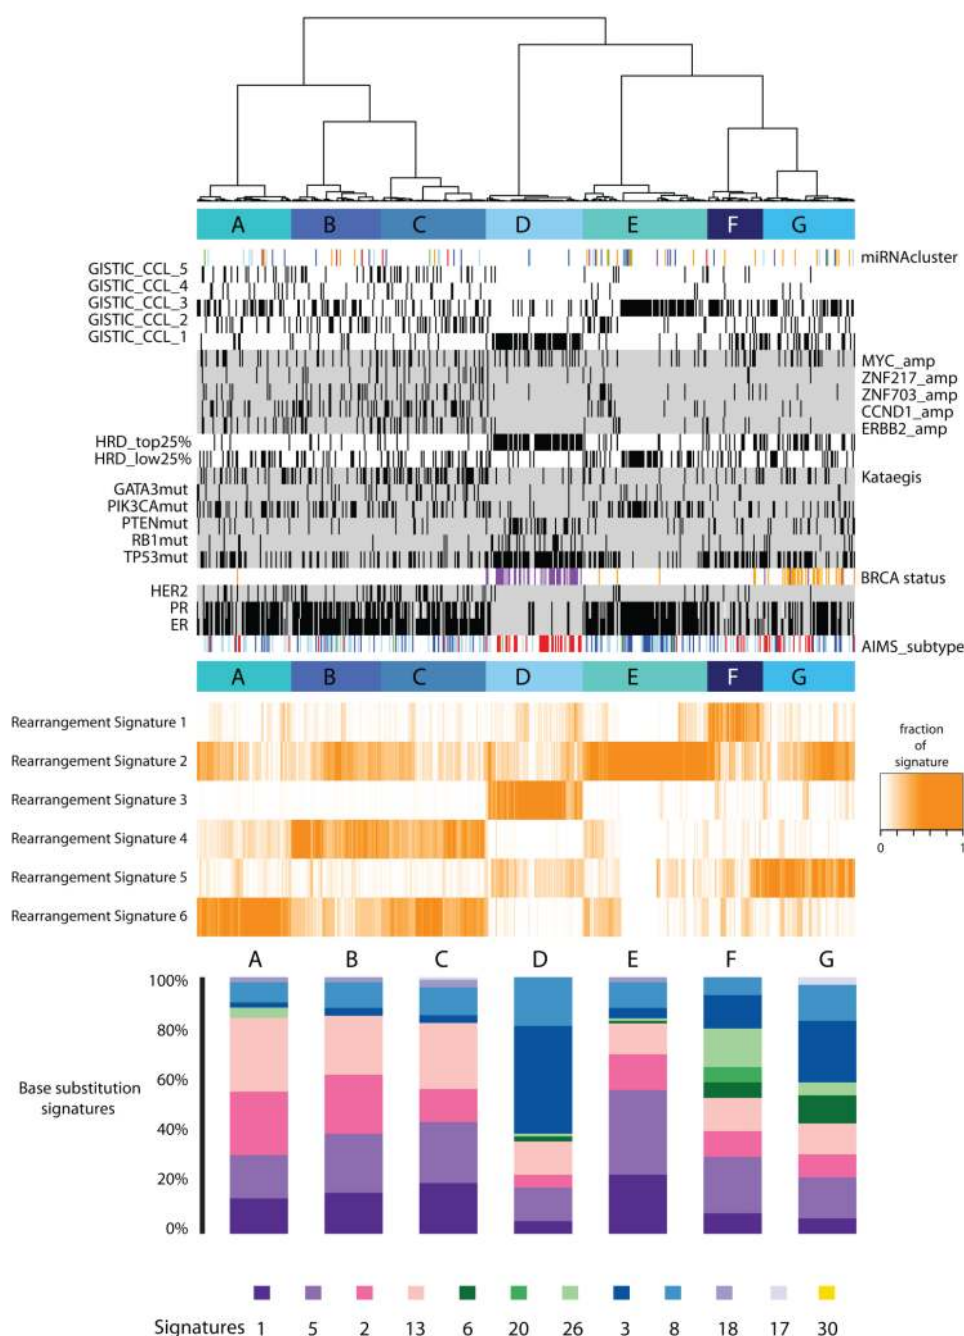 A B C D E F G
miRNAcluster
GISTIC_CCL_5
GISTIC_CCL_4
GISTIC_CCL_3
GISTIC_CCL_2
GISTIC_CCL_1
MYC_amp
ZNF217_amp
ZNF703_amp
CCND1_amp
ERBB2_amp
HRD_top25%
HRD_low25%
Kataegis
GATA3mut
PIK3CAmut
PTENmut
RB1mut
TP53mut
BRCA status
HER2
PR
ER
AIMS_subtype
A B C D E F G
Rearrangement Signature 1
Rearrangement Signature 2
Rearrangement Signature 3
Rearrangement Signature 4
Rearrangement Signature 5
Rearrangement Signature 6
fraction
of
signature
0 1
A B C D E F G
100%
80%
60%
40%
20%
0%
Base substitution
signatures
Signatures 1 5 2 13 6 20 26 3 8 18 17 30